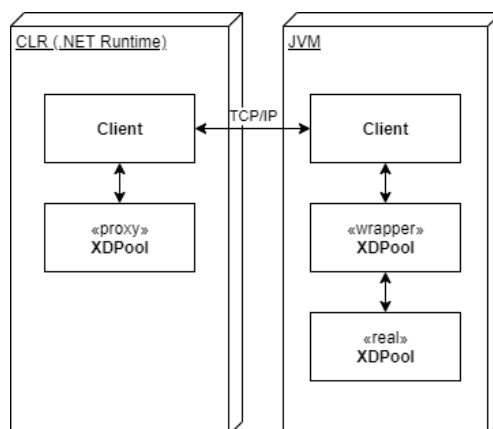 CLR (.NET Runtime)
JVM
TCP/IP
Client
Client
«proxy»
XDPool
«wrapper»
XDPool
«real»
XDPool